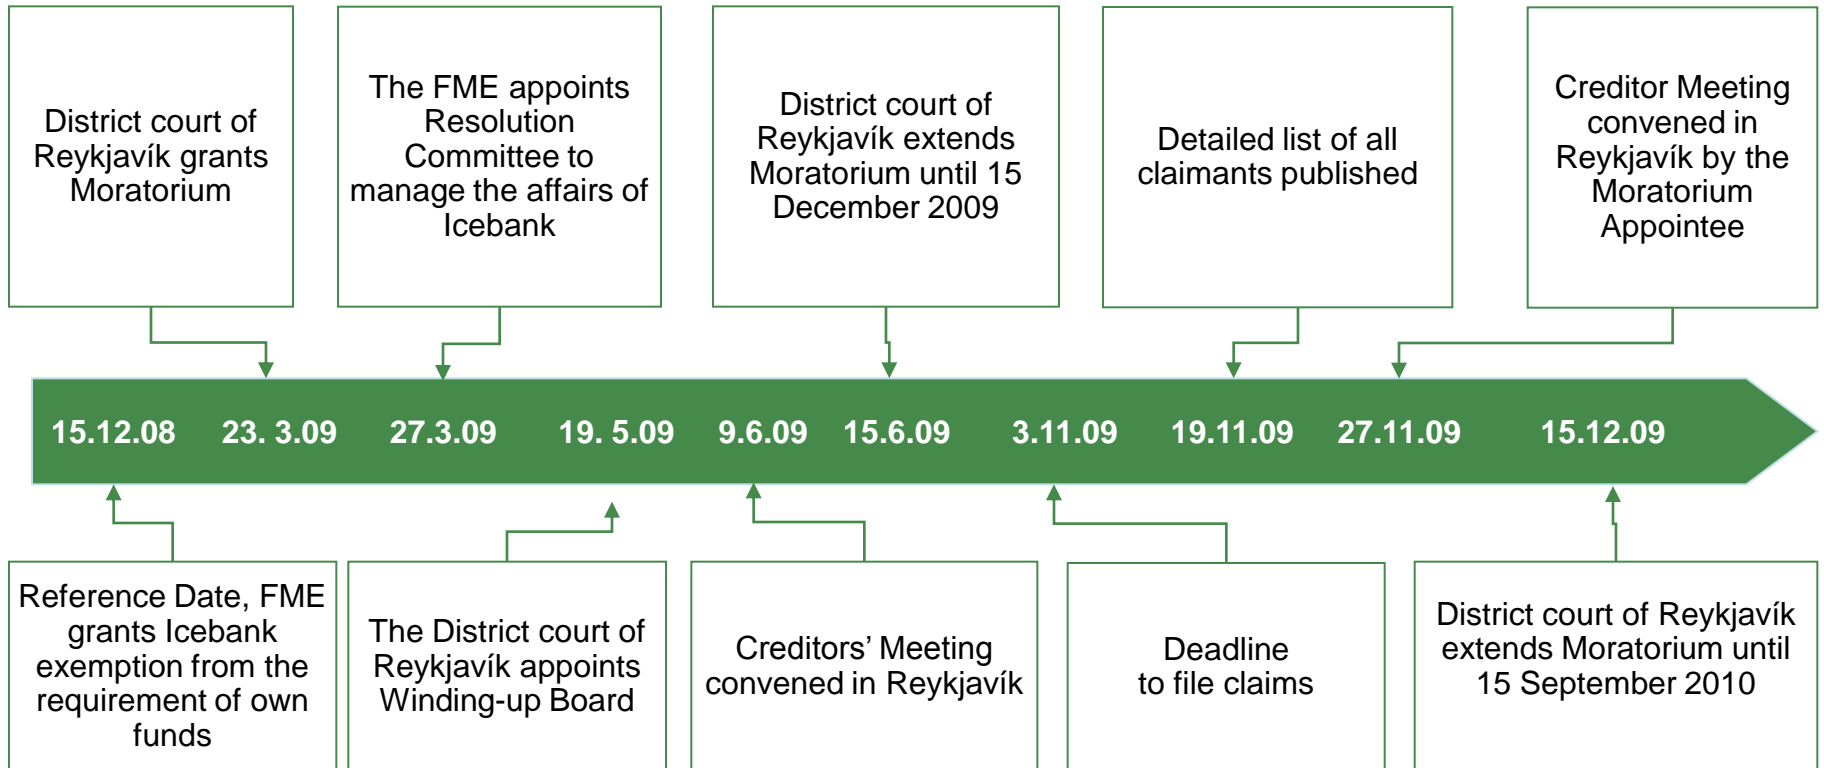 District court of
Reykjavík grants
Moratorium
The FME appoints
Resolution
Committee to
manage the affairs of
Icebank
District court of
Reykjavík extends
Moratorium until 15
December 2009
Detailed list of all
claimants published
Creditor Meeting
convened in
Reykjavík by the
Moratorium
Appointee
15.12.08 23. 3.09 27.3.09 19. 5.09 9.6.09 15.6.09 3.11.09 19.11.09 27.11.09 15.12.09
Reference Date, FME
grants Icebank
exemption from the
requirement of own
funds
The District court of
Reykjavík appoints
Winding-up Board
Creditors’ Meeting
convened in Reykjavík
Deadline
to file claims
District court of Reykjavík
extends Moratorium until
15 September 2010